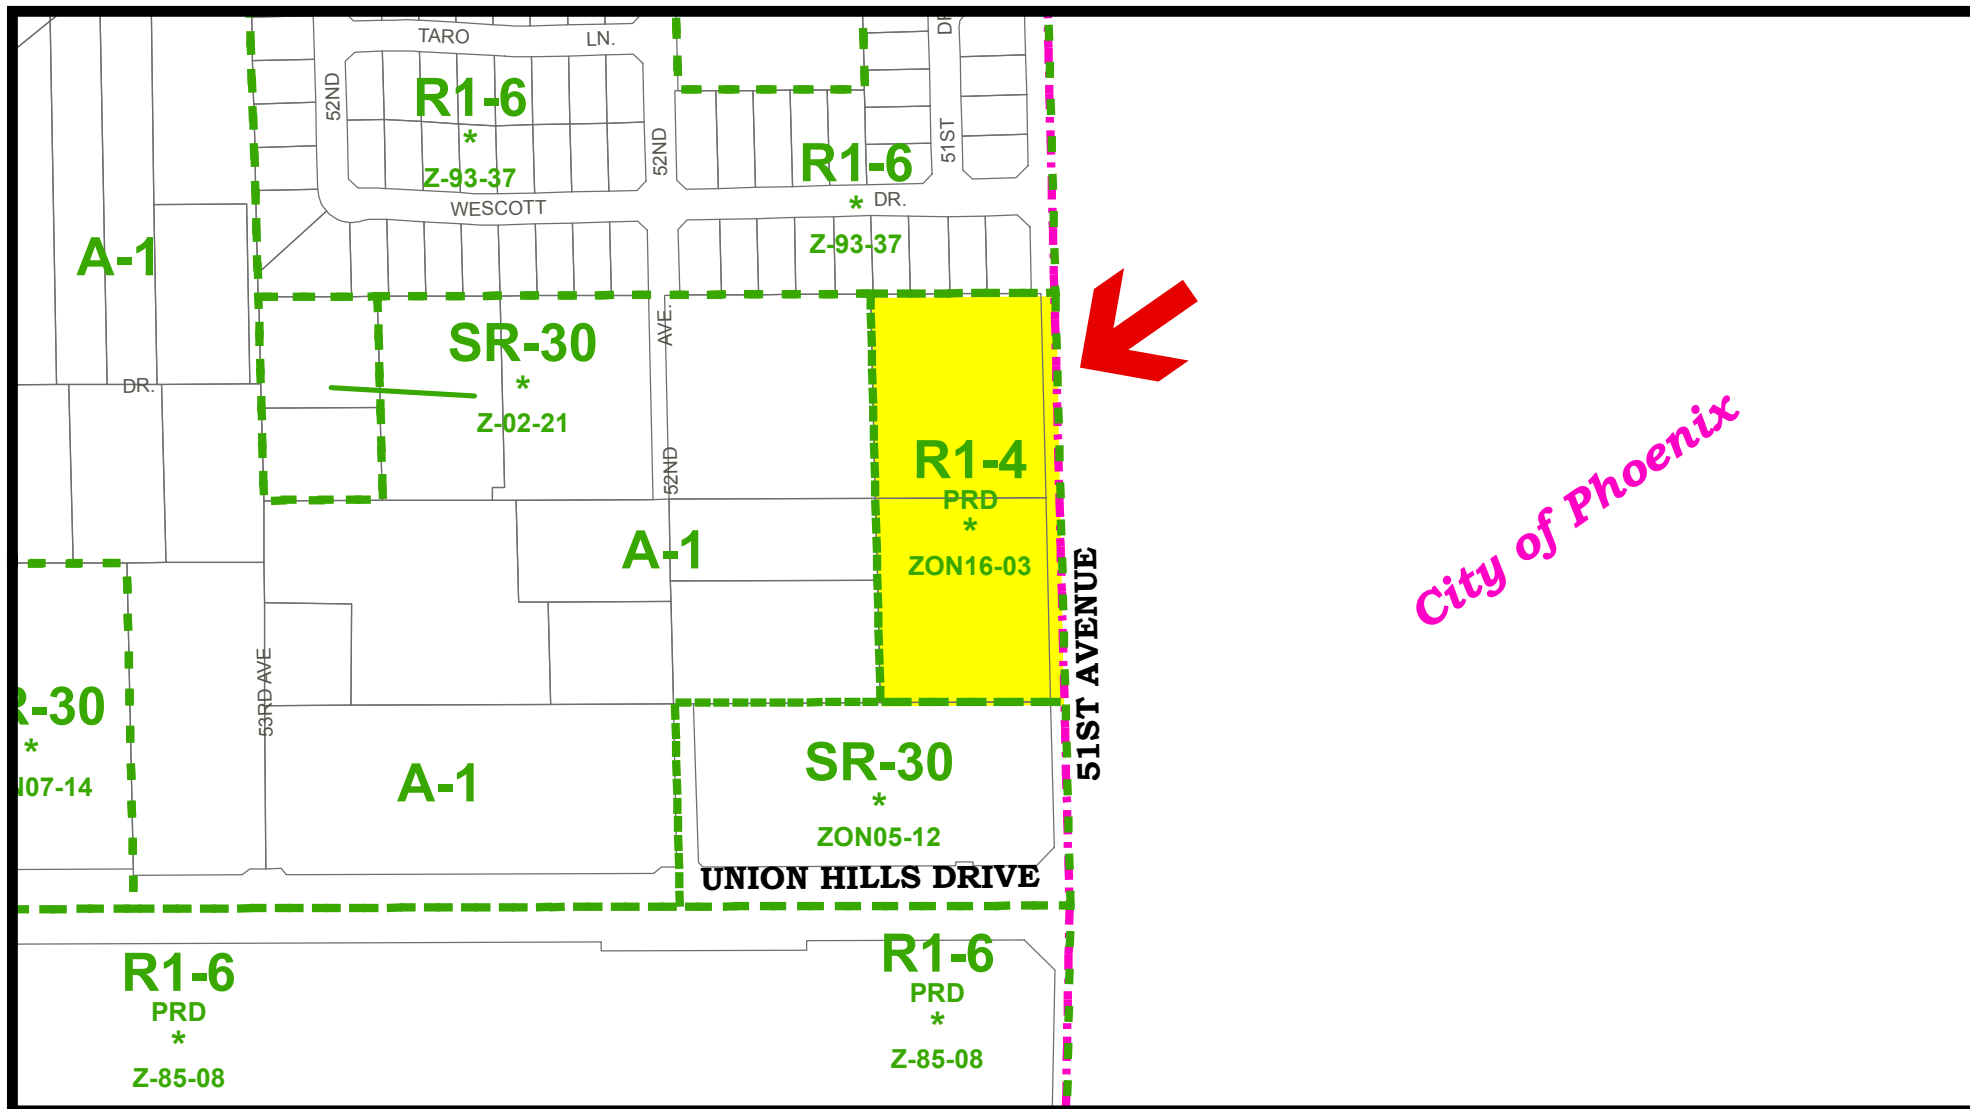 TARO LN.
52ND
R1-6
*
Z-93-37
52ND
51ST
R1-6
* DR.
WESCOTT
Z-93-37
A-1
SR-30
*
Z-02-21
AVE.
52ND
DR.
R1-4
PRD
*
ZON16-03
City of Phoenix
A-1
51ST AVENUE
53RD AVE
R-30
*
N07-14
A-1
SR-30
*
ZON05-12
UNION HILLS DRIVE
R1-6
PRD
*
Z-85-08
R1-6
PRD
*
Z-85-08